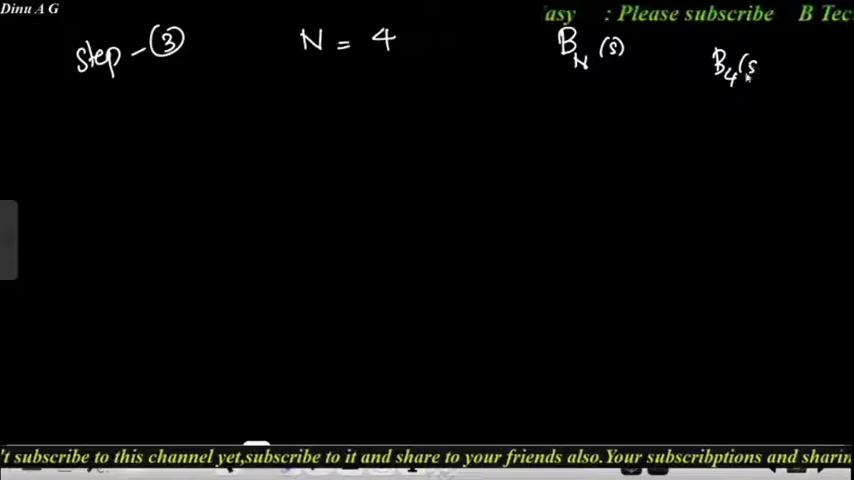 Dinu A G
asy : Please subscribe B Tec
Step - ③ N = 4 B_N (s) B_4 (s
't subscribe to this channel yet,subscribe to it and share to your friends also.Your subscribptions and sharin